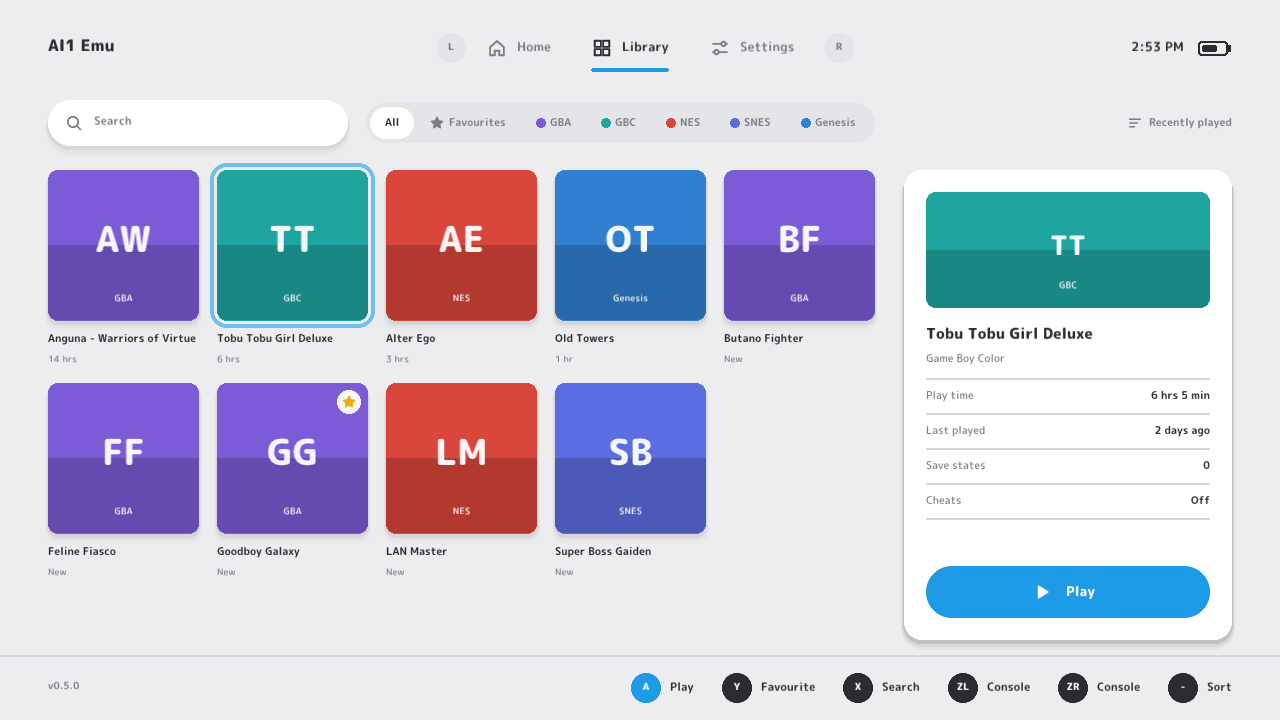 AI1 Emu
L
Home
Library
Settings
R
2:53 PM
Search
All
Favourites
GBA
GBC
NES
SNES
Genesis
Recently played
AW
GBA
Anguna - Warriors of Virtue
14 hrs
TT
GBC
Tobu Tobu Girl Deluxe
6 hrs
AE
NES
Alter Ego
3 hrs
OT
Genesis
Old Towers
1 hr
BF
GBA
Butano Fighter
New
FF
GBA
Feline Fiasco
New
GG
GBA
Goodboy Galaxy
New
LM
NES
LAN Master
New
SB
SNES
Super Boss Gaiden
New
TT
GBC
Tobu Tobu Girl Deluxe
Game Boy Color
Play time 6 hrs 5 min
Last played 2 days ago
Save states 0
Cheats Off
Play
v0.5.0
A Play
Y Favourite
X Search
ZL Console
ZR Console
- Sort